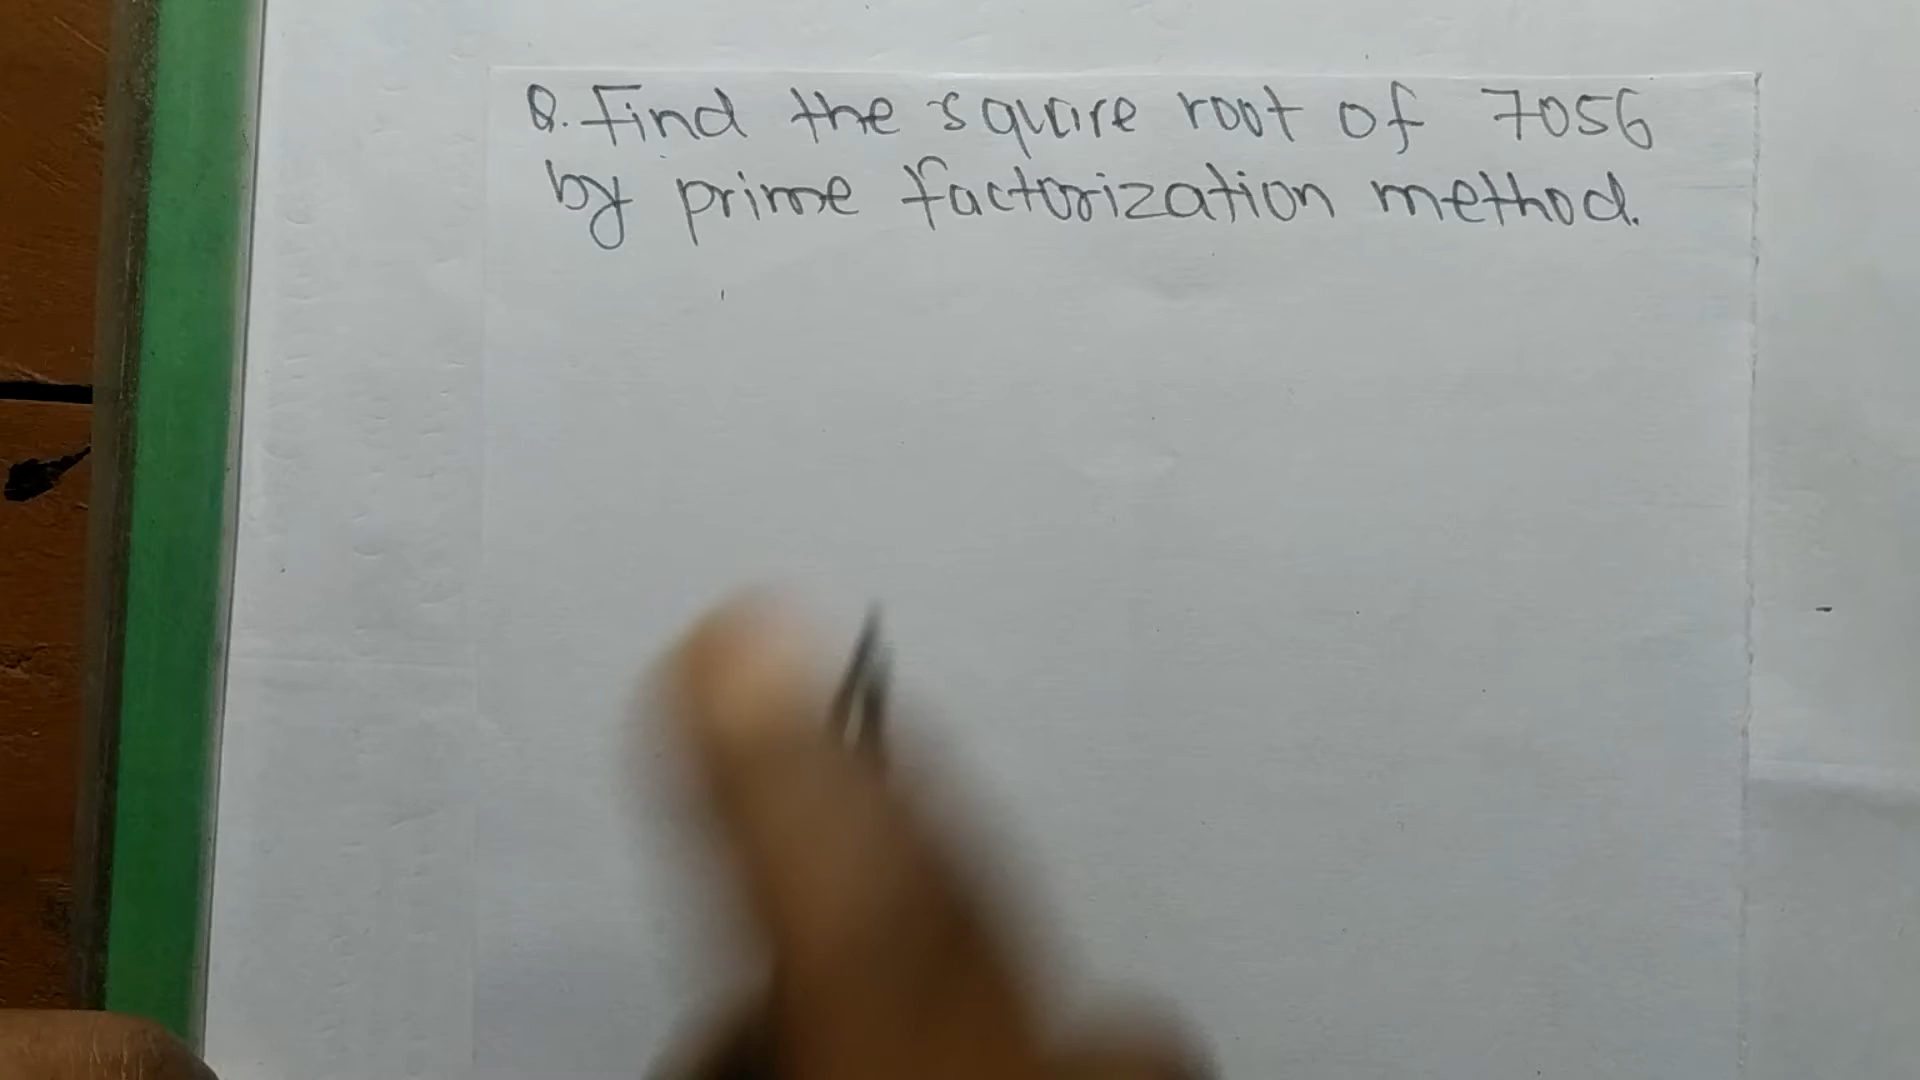 Q. Find the square root of 7056
by prime factorization method.